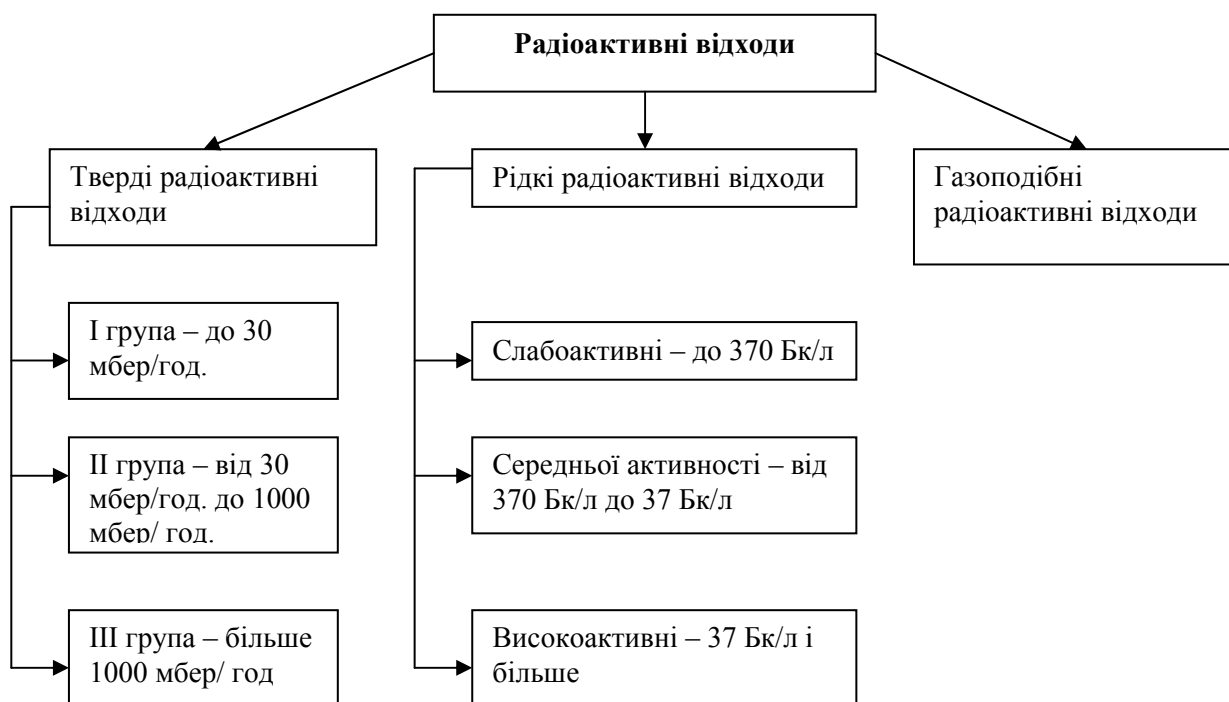 Радіоактивні відходи
Тверді радіоактивні
відходи
І група – до 30
мбер/год.
ІІ група – від 30
мбер/год. до 1000
мбер/ год.
ІІІ група – більше
1000 мбер/ год
Рідкі радіоактивні відходи
Слабоактивні – до 370 Бк/л
Середньої активності – від
370 Бк/л до 37 Бк/л
Високоактивні – 37 Бк/л і
більше
Газоподібні
радіоактивні відходи